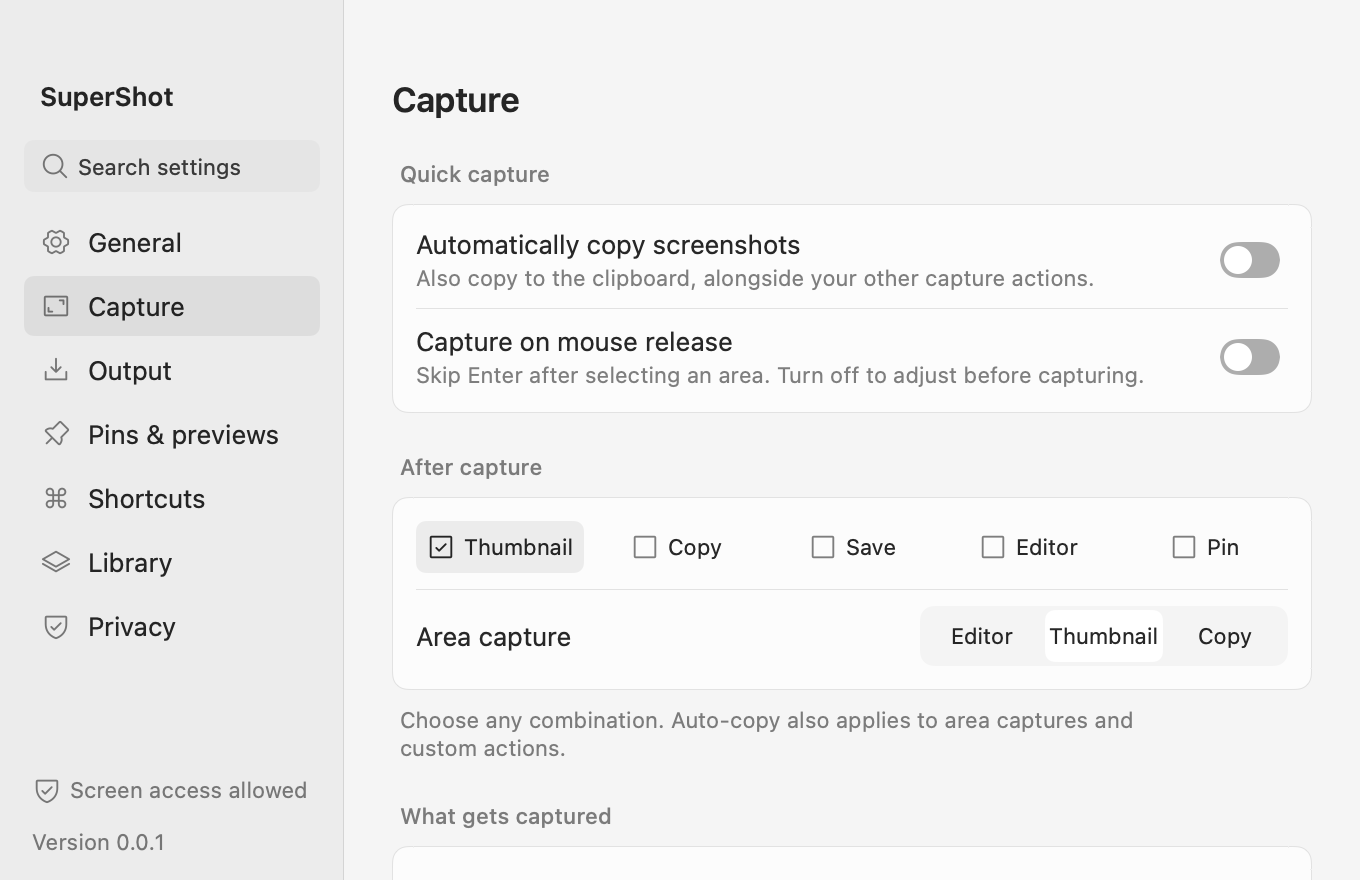 SuperShot
Search settings
General
Capture
Output
Pins & previews
Shortcuts
Library
Privacy
Screen access allowed
Version 0.0.1
Capture
Quick capture
Automatically copy screenshots
Also copy to the clipboard, alongside your other capture actions.
Capture on mouse release
Skip Enter after selecting an area. Turn off to adjust before capturing.
After capture
Thumbnail Copy Save Editor Pin
Area capture Editor Thumbnail Copy
Choose any combination. Auto-copy also applies to area captures and
custom actions.
What gets captured